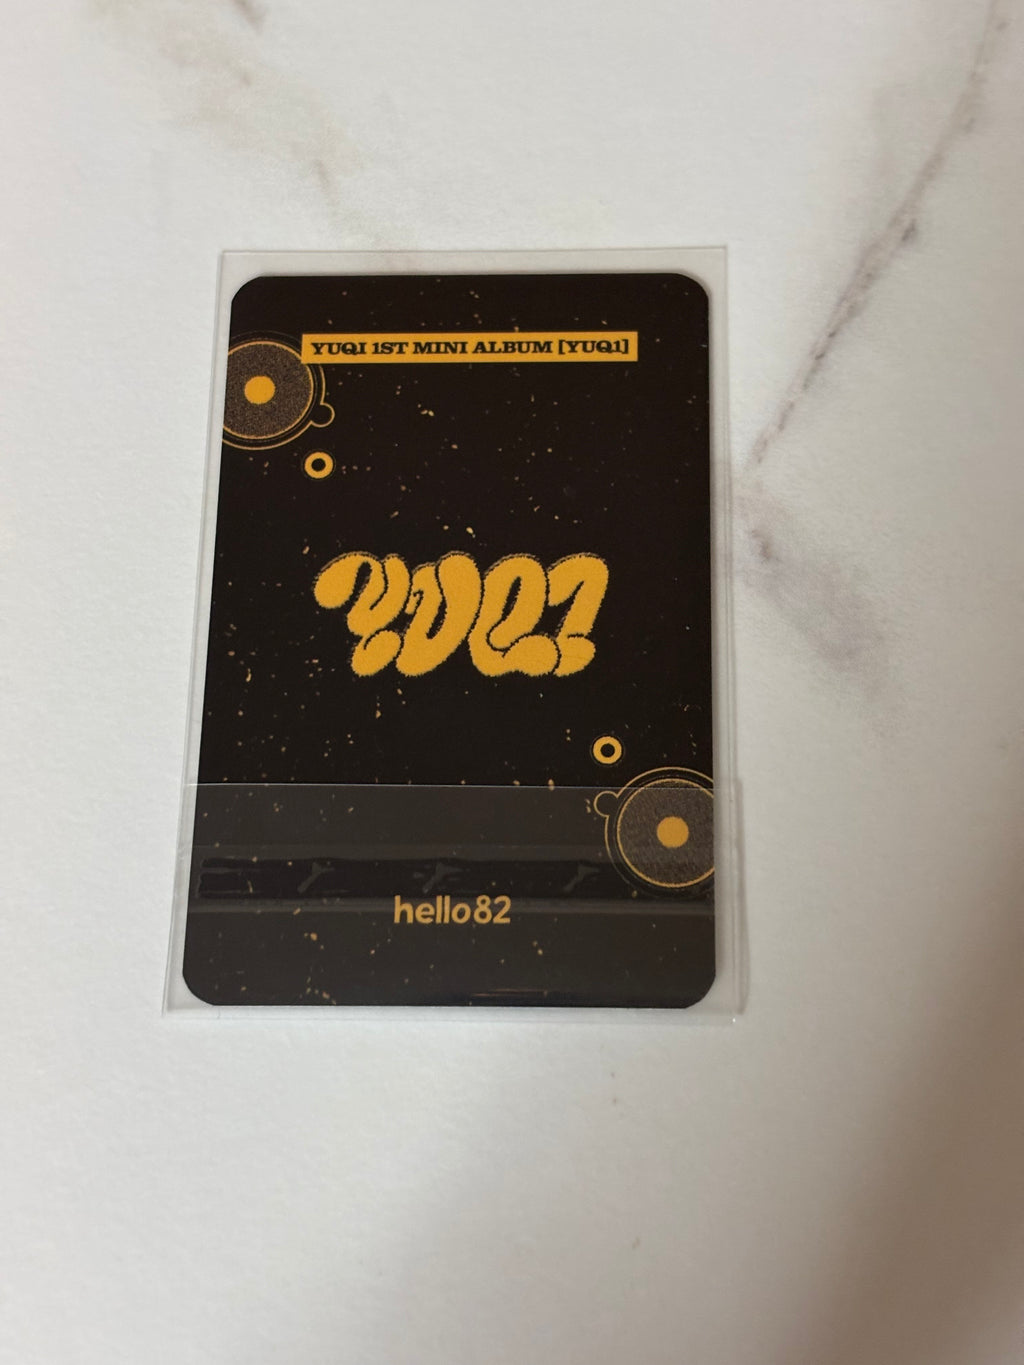 YUQI 1ST MINI ALBUM [YUQ1]
YUQ1
hello82